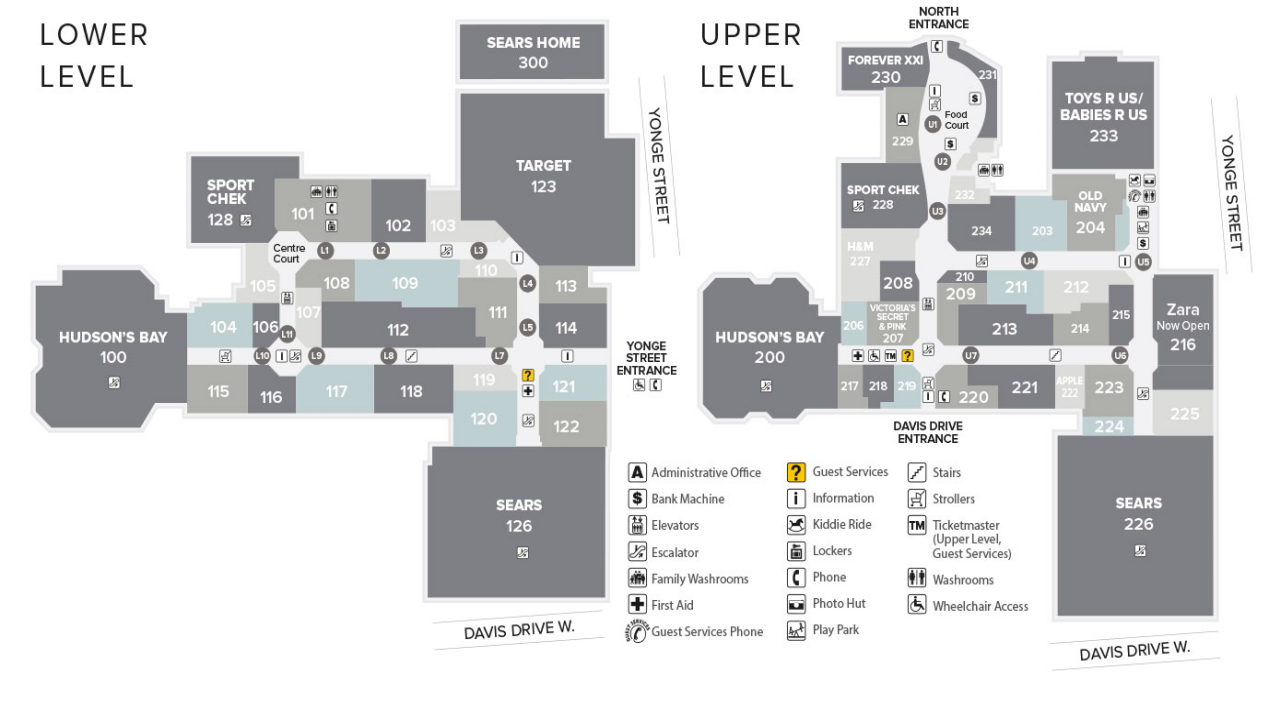 LOWER
LEVEL
SEARS HOME
300
TARGET
123
YONGE STREET
SPORT
CHEK
128
101
102
103
Centre
Court
L1
L2
L3
L4
105
108
109
110
113
HUDSON'S BAY
100
104
106
107
L11
112
111
L5
114
L10
L9
L8
L7
YONGE
STREET
ENTRANCE
115
116
117
118
119
120
?
121
122
SEARS
126
DAVIS DRIVE W.
UPPER
LEVEL
NORTH
ENTRANCE
FOREVER XXI
230
231
TOYS R US/
BABIES R US
233
YONGE STREET
A
229
U1
Food
Court
$
$
U2
SPORT CHEK
228
232
U3
234
203
OLD
NAVY
204
$
H&M
227
U4
U5
208
210
209
211
212
206
VICTORIA'S
SECRET
& PINK
207
213
214
215
Zara
Now Open
216
HUDSON'S BAY
200
TM
?
U7
U6
217
218
219
220
221
APPLE
222
223
224
225
DAVIS DRIVE
ENTRANCE
SEARS
226
DAVIS DRIVE W.
A Administrative Office
$ Bank Machine
Elevators
Escalator
Family Washrooms
First Aid
GUEST SERVICES Guest Services Phone
? Guest Services
i Information
Kiddie Ride
Lockers
Phone
Photo Hut
Play Park
Stairs
Strollers
TM Ticketmaster
(Upper Level,
Guest Services)
Washrooms
Wheelchair Access